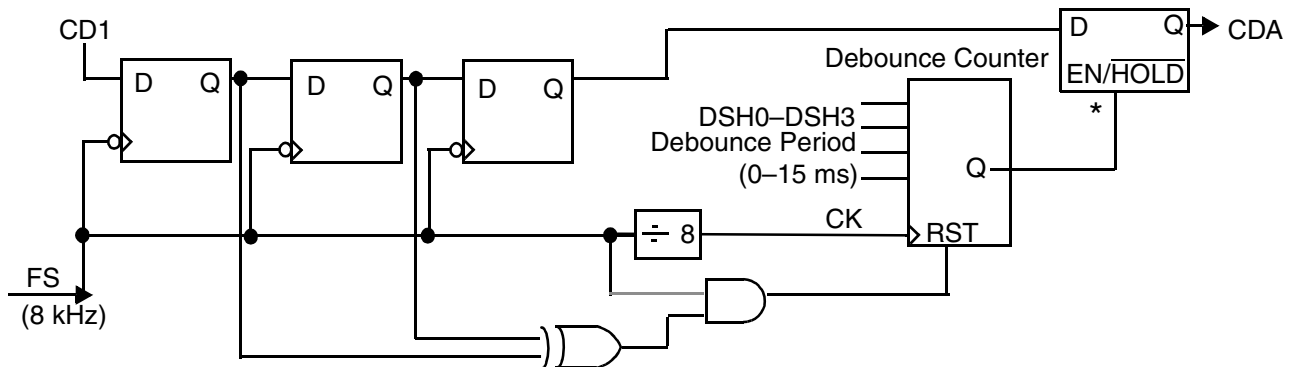 CD1
D Q
D Q
D Q
D Q
CDA
EN/HOLD
*
Debounce Counter
DSH0–DSH3
Debounce Period
(0–15 ms)
Q
CK
RST
÷ 8
FS
(8 kHz)